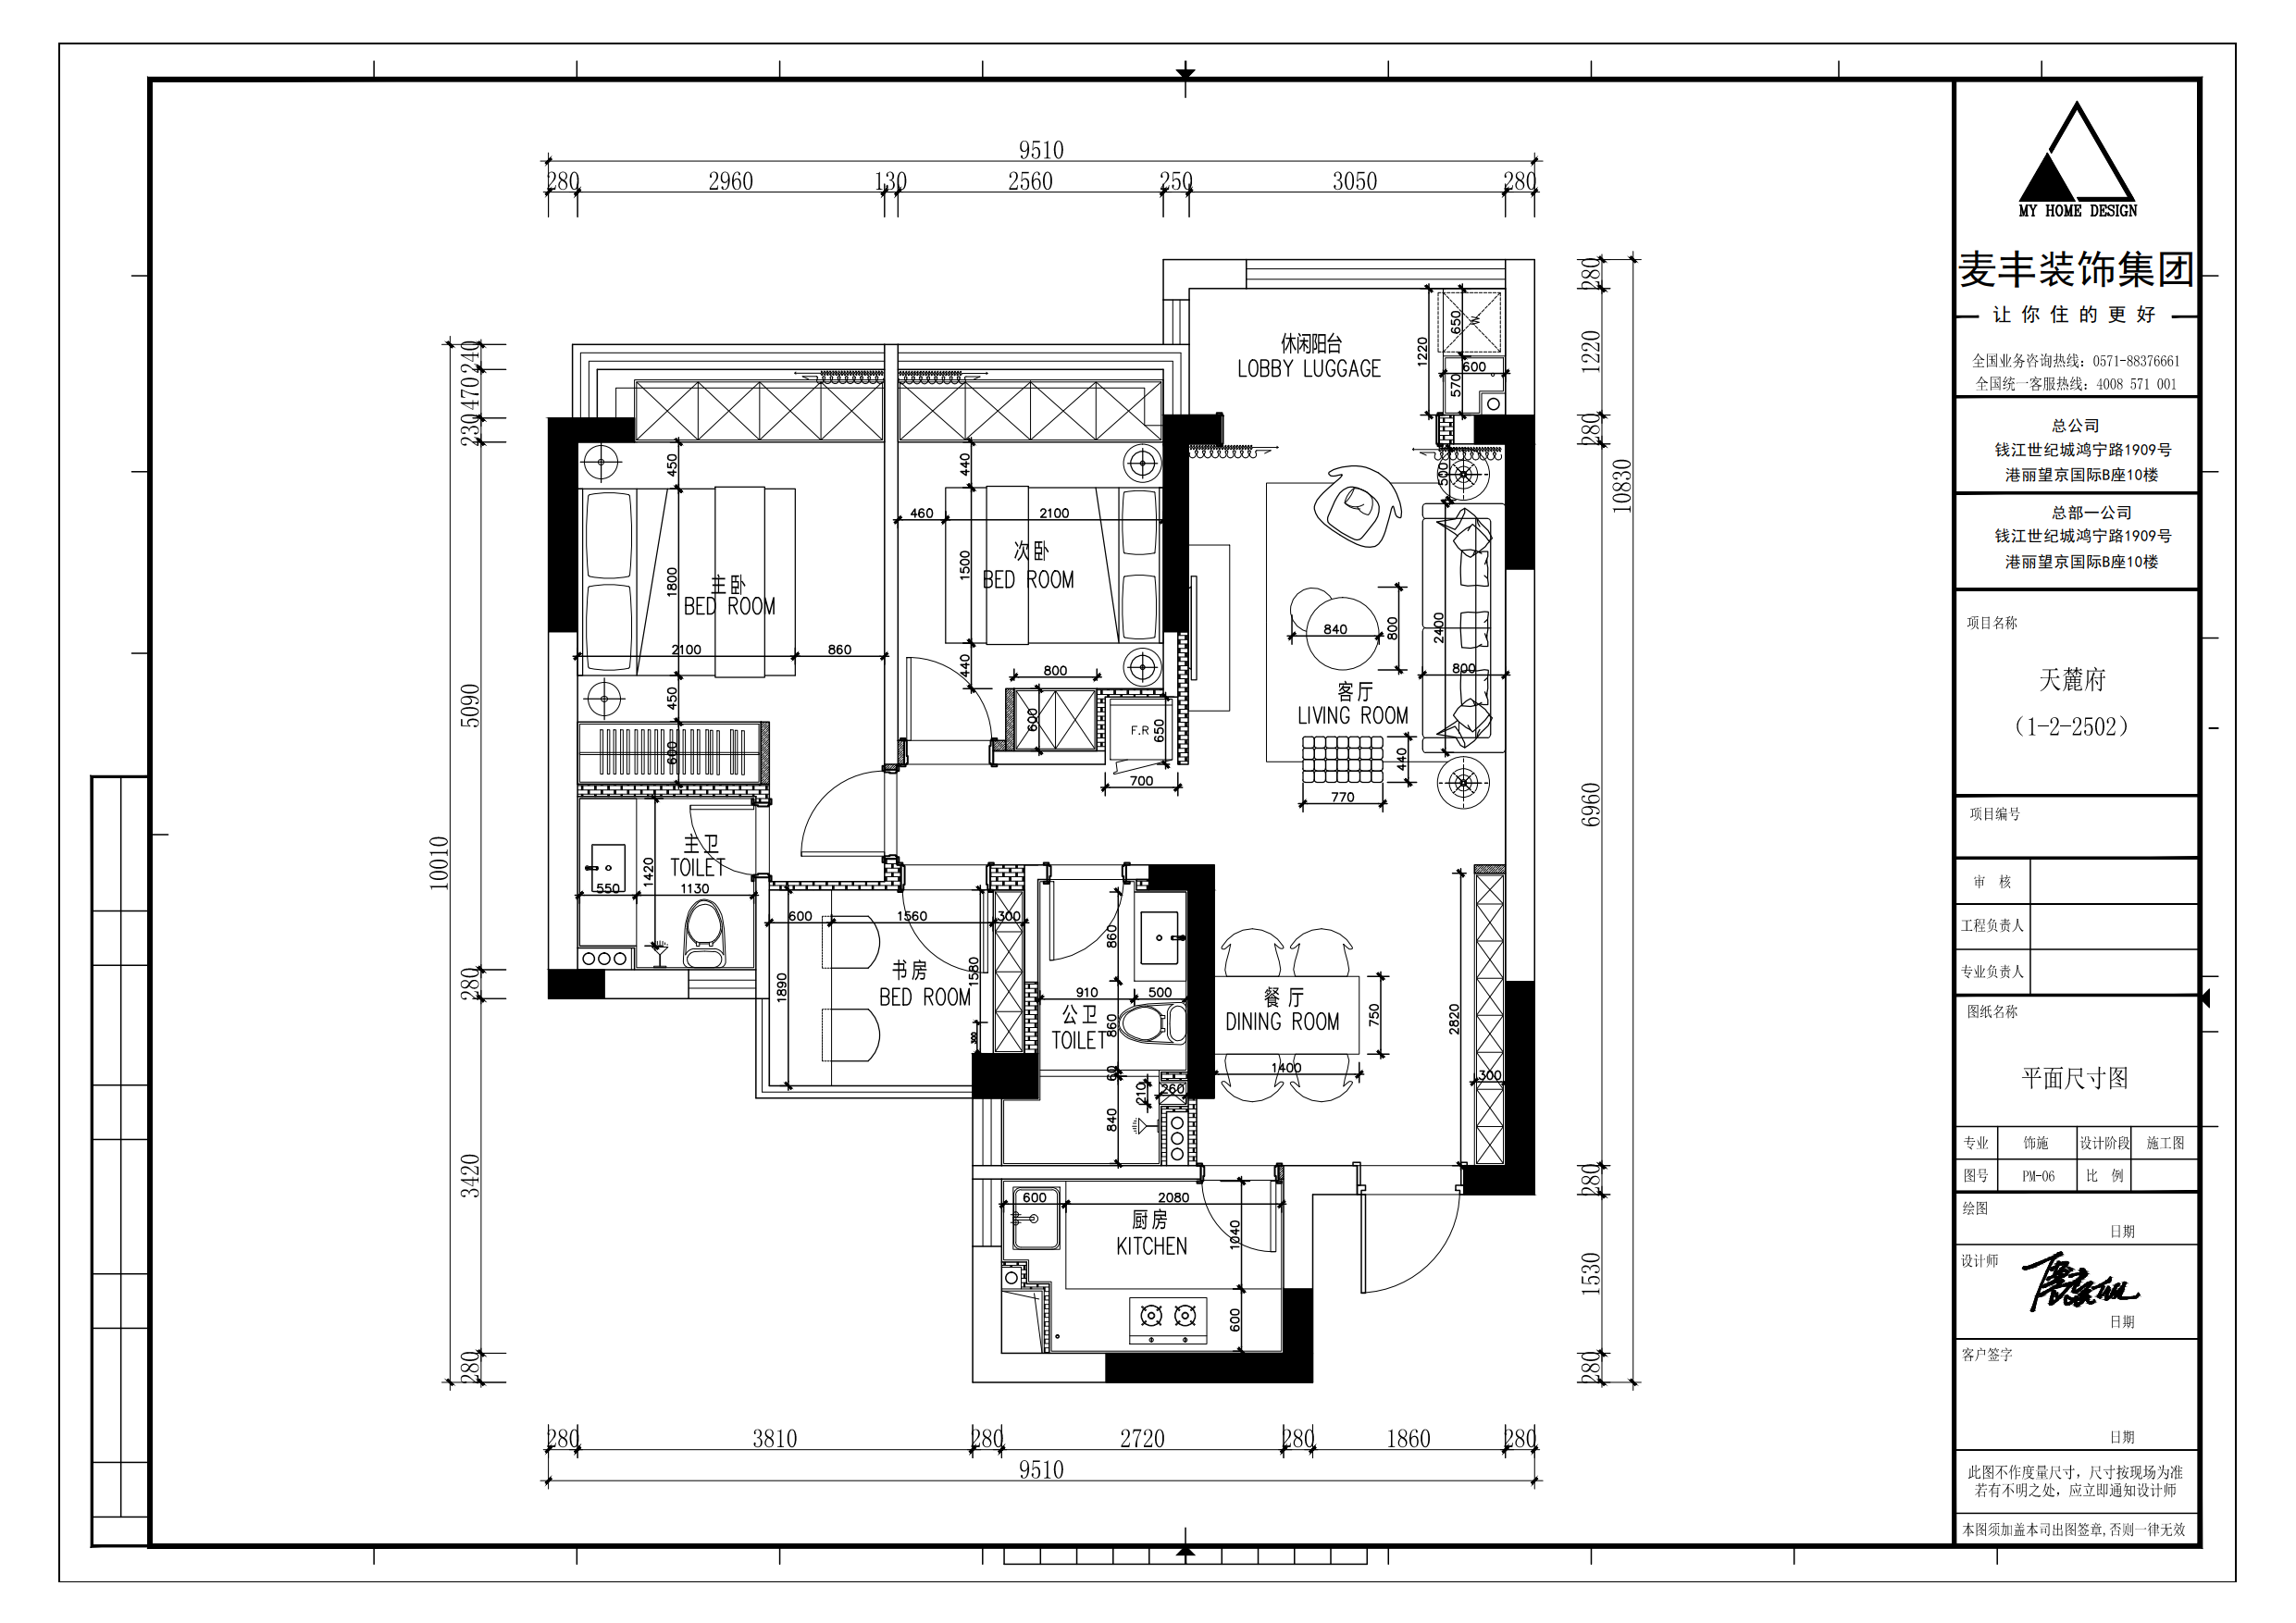 9510
280 2960 130 2560 250 3050 280
10010
240
470
230
5090
280
3420
280
280
1220
280
10830
6960
280
1530
280
休闲阳台
LOBBY LUGGAGE
1220
650
W
600
570
450
1800
2100
860
450
600
主卧
BED ROOM
440
460
2100
1500
次卧
BED ROOM
440
800
600
F.R
650
700
500
840
800
2400
800
客厅
LIVING ROOM
440
770
主卫
TOILET
1420
550
1130
600
1560
300
书房
BED ROOM
1580
1890
300
860
910
500
公卫
TOILET
860
60
210
260
840
餐厅
DINING ROOM
750
1400
2820
300
600
2080
厨房
KITCHEN
1040
600
280 3810 280 2720 280 1860 280
9510
MY HOME DESIGN
麦丰装饰集团
让你住的更好
全国业务咨询热线：0571-88376661
全国统一客服热线：4008 571 001
总公司
钱江世纪城鸿宁路1909号
港丽望京国际B座10楼
总部一公司
钱江世纪城鸿宁路1909号
港丽望京国际B座10楼
项目名称
天麓府
（1-2-2502）
项目编号
审 核
工程负责人
专业负责人
图纸名称
平面尺寸图
专业 饰施 设计阶段 施工图
图号 PM-06 比 例
绘图
日期
设计师
日期
客户签字
日期
此图不作度量尺寸，尺寸按现场为准
若有不明之处，应立即通知设计师
本图须加盖本司出图签章,否则一律无效